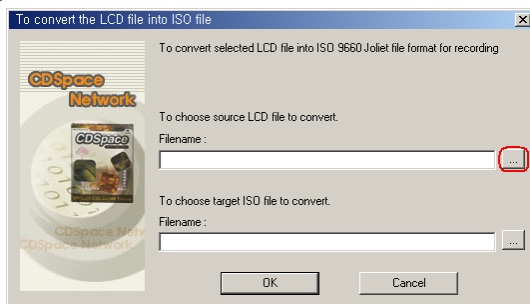 To convert the LCD file into ISO file
To convert selected LCD file into ISO 9660 Joliet file format for recording
CDSpace
Network
CDSpace
To choose source LCD file to convert.
Filename :
...
To choose target ISO file to convert.
Filename :
...
CDSpace Netw
CDSpace Network
OK
Cancel